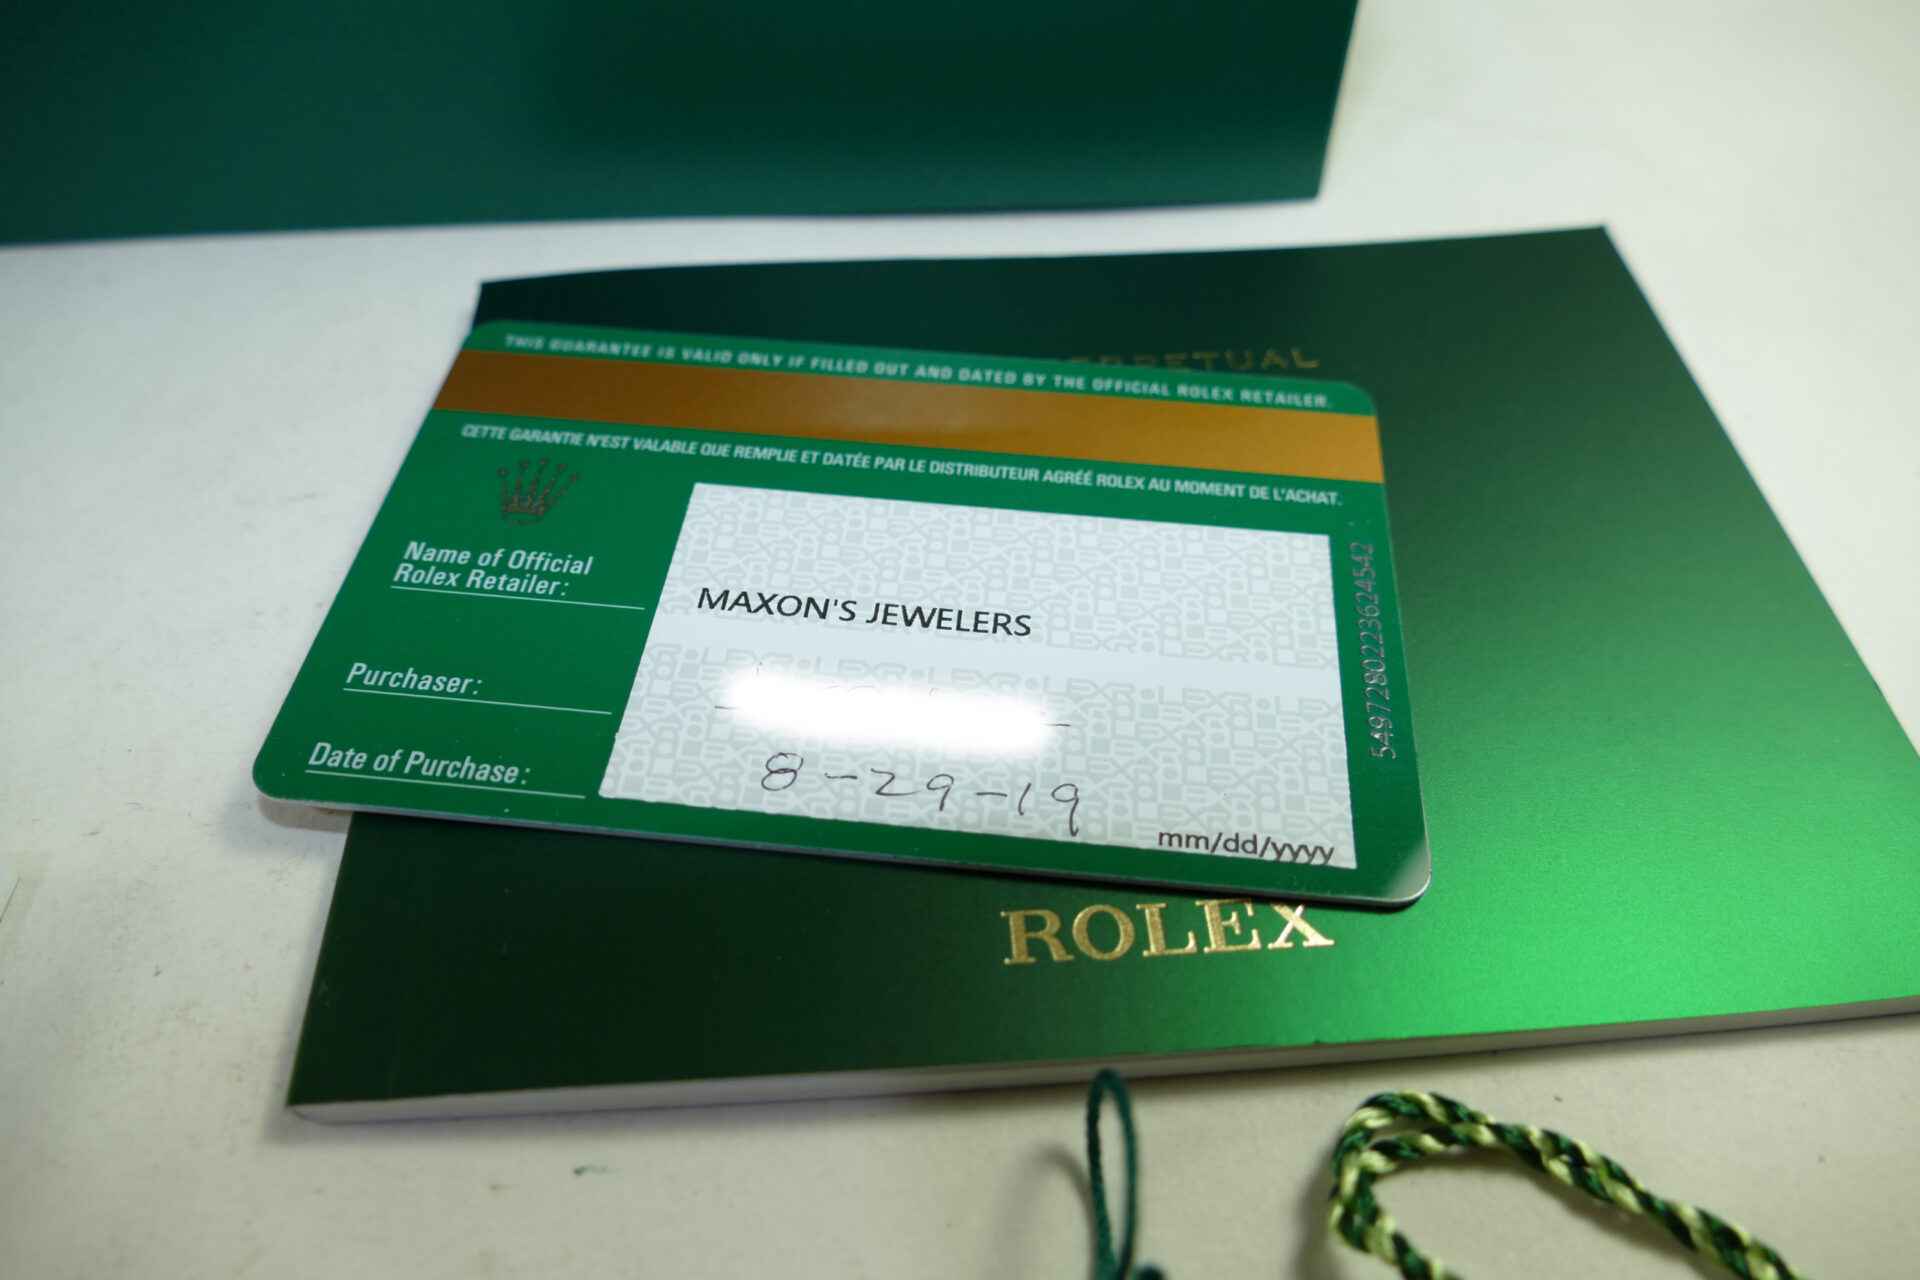 PERPETUAL
THIS GUARANTEE IS VALID ONLY IF FILLED OUT AND DATED BY THE OFFICIAL ROLEX RETAILER.
CETTE GARANTIE N'EST VALABLE QUE REMPLIE ET DATÉE PAR LE DISTRIBUTEUR AGRÉÉ ROLEX AU MOMENT DE L'ACHAT.
Name of Official
Rolex Retailer:
MAXON'S JEWELERS
Purchaser:
Date of Purchase:
8-29-19
mm/dd/yyyy
5497280223624542
ROLEX